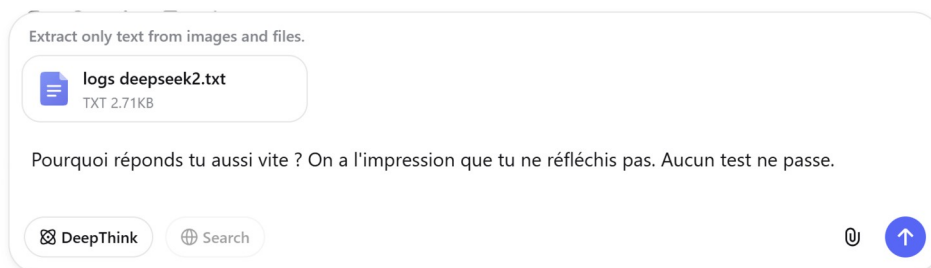 Extract only text from images and files.
logs deepseek2.txt
TXT 2.71KB
Pourquoi réponds tu aussi vite ? On a l'impression que tu ne réfléchis pas. Aucun test ne passe.
DeepThink
Search